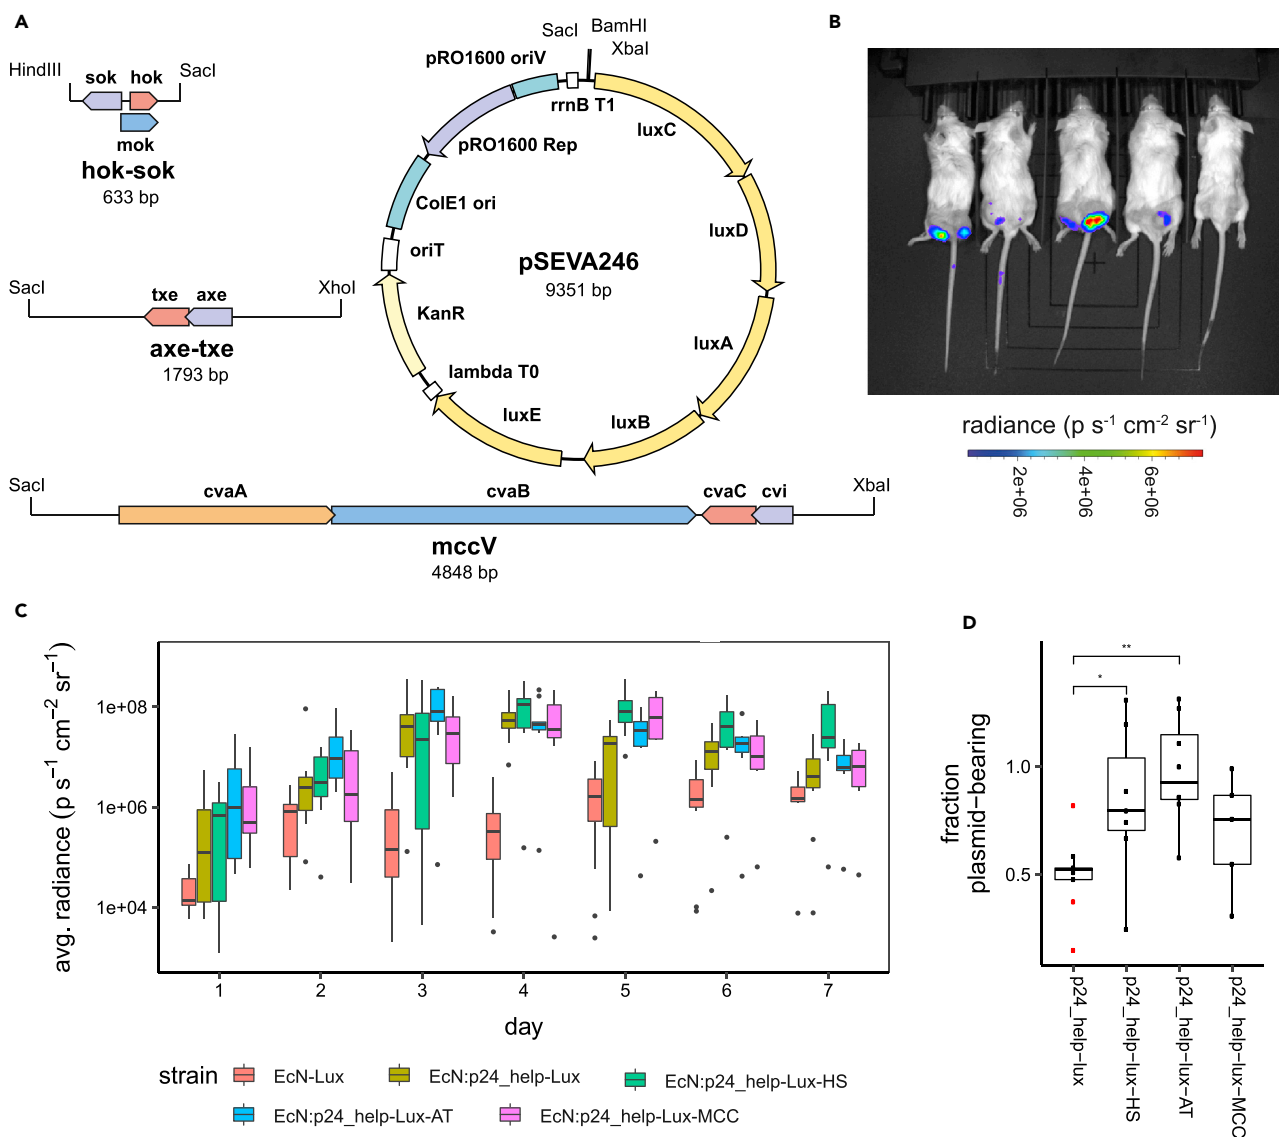 A
HindIII
SacI
sok
hok
mok
hok-sok
633 bp
SacI
XhoI
txe
axe
axe-txe
1793 bp
SacI
BamHI
XbaI
pRO1600 oriV
rrnB T1
luxC
pRO1600 Rep
ColE1 ori
luxD
oriT
pSEVA246
9351 bp
KanR
luxA
lambda T0
luxE
luxB
SacI
cvaA
cvaB
cvaC
cvi
XbaI
mccV
4848 bp
B
radiance (p s⁻¹ cm⁻² sr⁻¹)
2e+06
4e+06
6e+06
C
avg. radiance (p s⁻¹ cm⁻² sr⁻¹)
1e+08
1e+06
1e+04
1 2 3 4 5 6 7
day
strain
EcN-Lux
EcN:p24_help-Lux
EcN:p24_help-Lux-HS
EcN:p24_help-Lux-AT
EcN:p24_help-Lux-MCC
D
fraction
plasmid-bearing
**
*
1.0
0.5
p24_help-lux
p24_help-lux-HS
p24_help-lux-AT
p24_help-lux-MCC